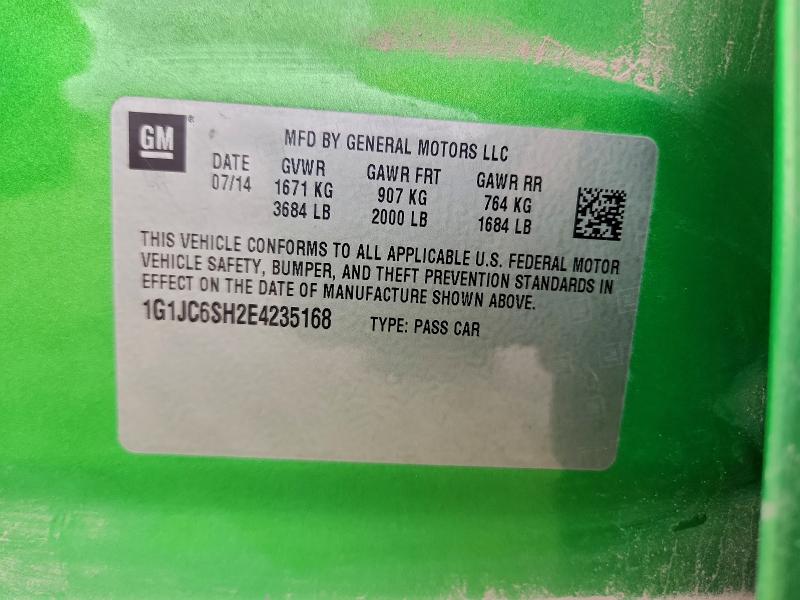 GM
MFD BY GENERAL MOTORS LLC
DATE GVWR GAWR FRT GAWR RR
07/14 1671 KG 907 KG 764 KG
3684 LB 2000 LB 1684 LB
THIS VEHICLE CONFORMS TO ALL APPLICABLE U.S. FEDERAL MOTOR
VEHICLE SAFETY, BUMPER, AND THEFT PREVENTION STANDARDS IN
EFFECT ON THE DATE OF MANUFACTURE SHOWN ABOVE.
1G1JC6SH2E4235168 TYPE: PASS CAR